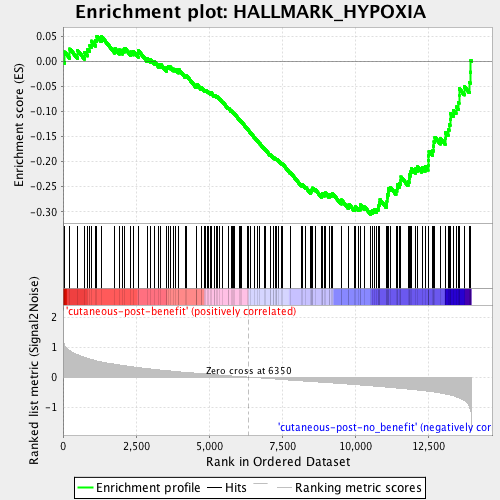 Enrichment plot: HALLMARK_HYPOXIA
Enrichment score (ES)
0.05
0.00
-0.05
-0.10
-0.15
-0.20
-0.25
-0.30
Ranked list metric (Signal2Noise)
'cutaneous-post-benefit' (positively correlated)
2
1
0
-1
Zero cross at 6350
'cutaneous-post-no_benefit' (negatively cor
0
2,500
5,000
7,500
10,000
12,500
Rank in Ordered Dataset
Enrichment profile
Hits
Ranking metric scores